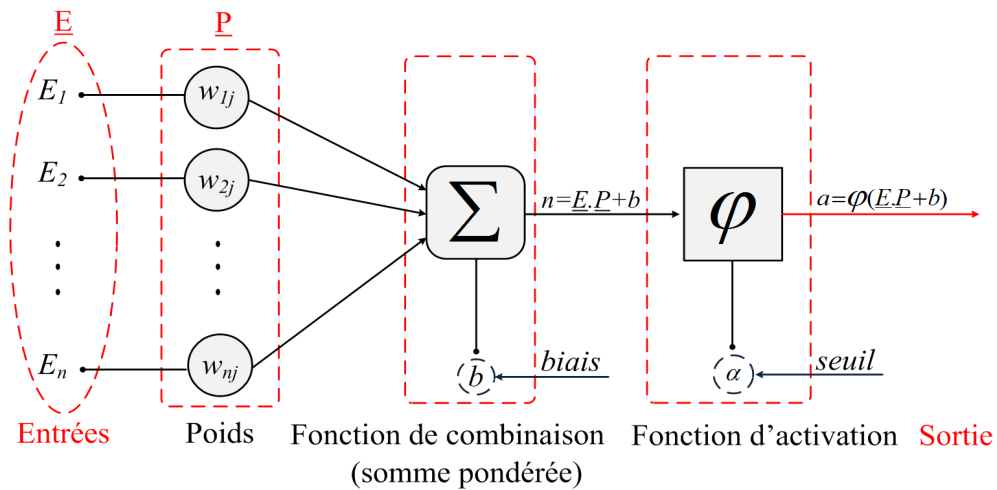 E
P
E1
w1j
E2
w2j
Σ
n=E.P+b
φ
a=φ(E.P+b)
En
wnj
b
biais
α
seuil
Entrées
Poids
Fonction de combinaison
(somme pondérée)
Fonction d'activation
Sortie